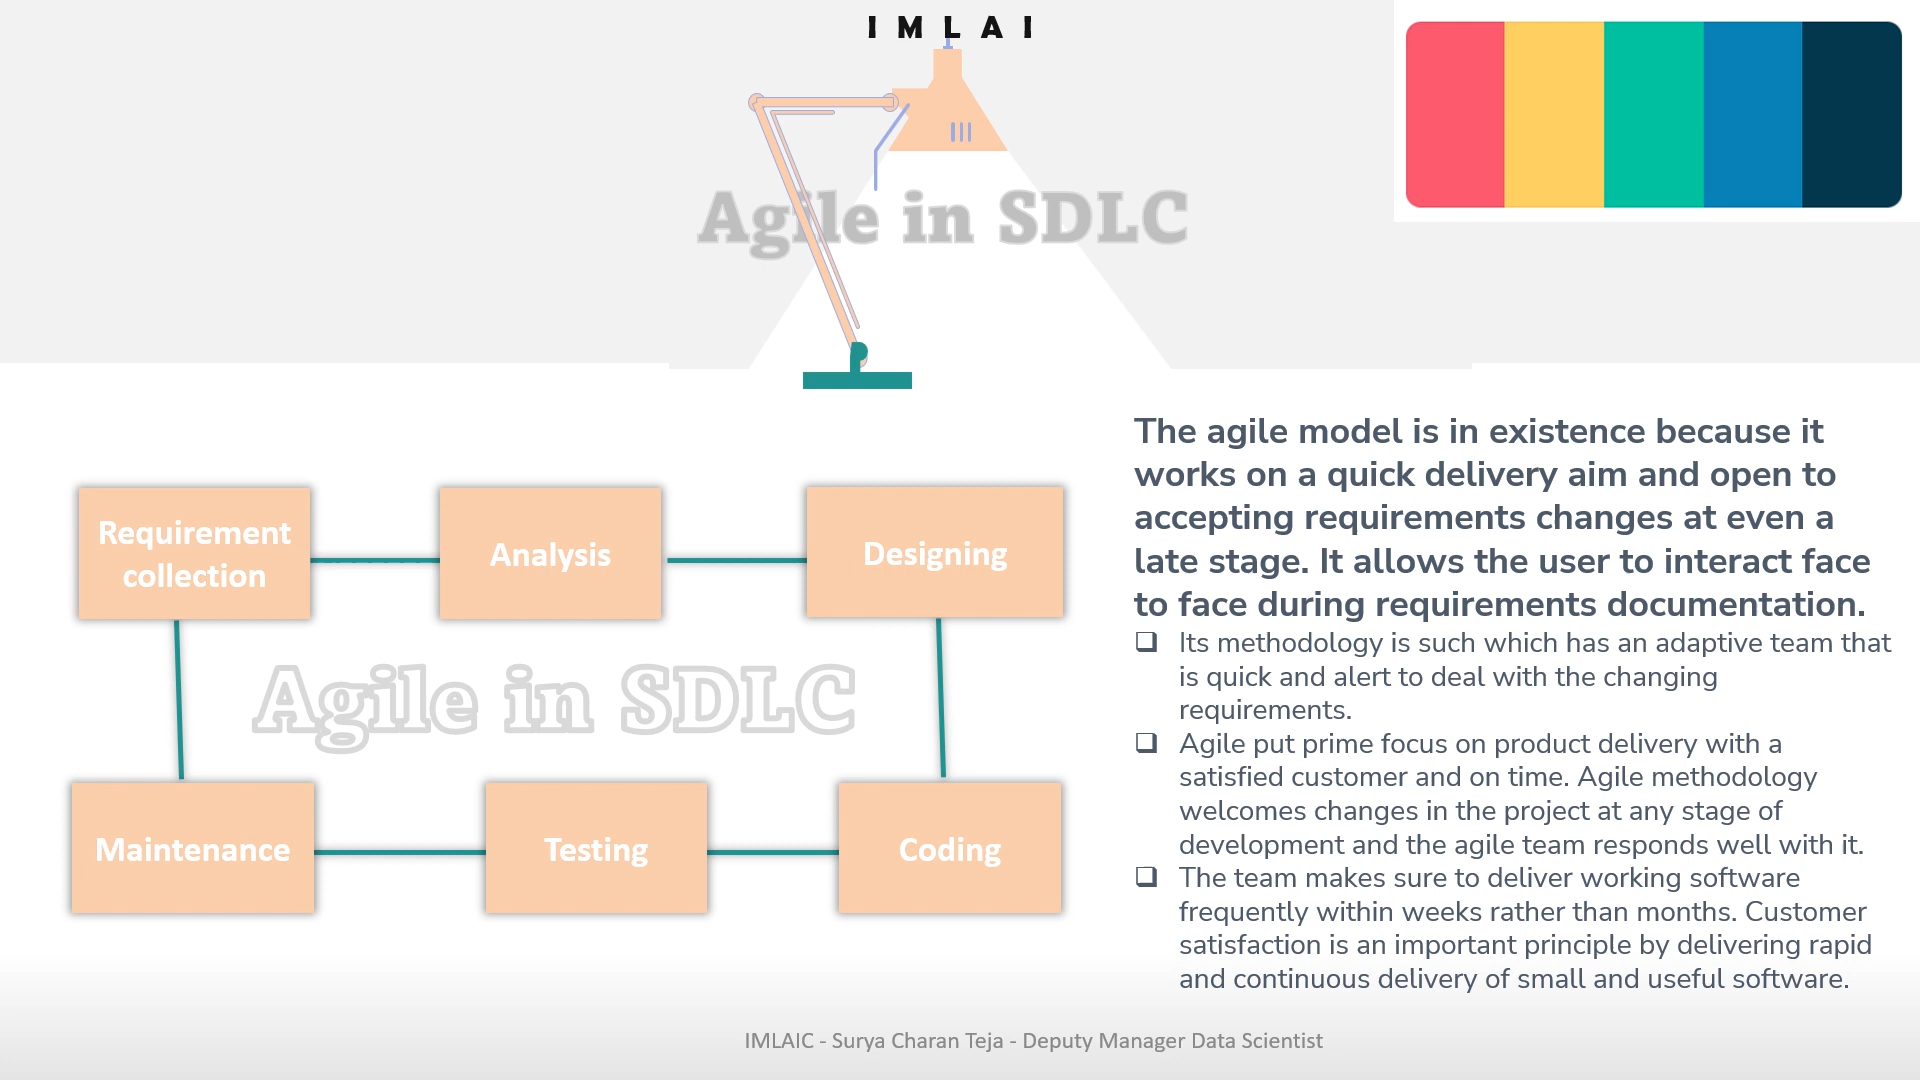 IMLAI
Agile in SDLC
Requirement
collection
Analysis
Designing
Agile in SDLC
Maintenance
Testing
Coding
The agile model is in existence because it
works on a quick delivery aim and open to
accepting requirements changes at even a
late stage. It allows the user to interact face
to face during requirements documentation.
❑ Its methodology is such which has an adaptive team that
is quick and alert to deal with the changing
requirements.
❑ Agile put prime focus on product delivery with a
satisfied customer and on time. Agile methodology
welcomes changes in the project at any stage of
development and the agile team responds well with it.
❑ The team makes sure to deliver working software
frequently within weeks rather than months. Customer
satisfaction is an important principle by delivering rapid
and continuous delivery of small and useful software.
IMLAIC - Surya Charan Teja - Deputy Manager Data Scientist